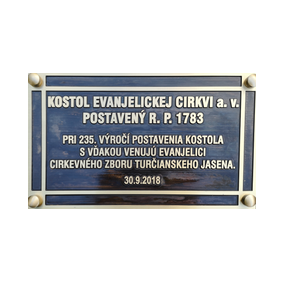 KOSTOL EVANJELICKEJ CIRKVI a. v.
POSTAVENÝ R. P. 1783
PRI 235. VÝROČÍ POSTAVENIA KOSTOLA
S VĎAKOU VENUJÚ EVANJELICI
CIRKEVNÉHO ZBORU TURČIANSKEHO JASENA.
30.9.2018